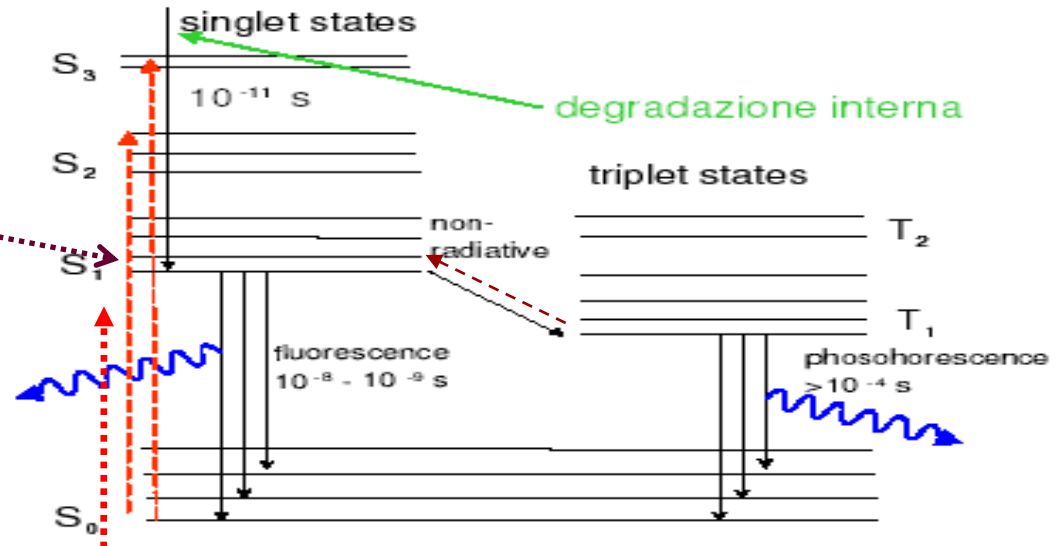 singlet states
S₃
10⁻¹¹ s
degradazione interna
S₂
triplet states
non-
radiative
T₂
S₁
T₁
fluorescence
10⁻⁸ - 10⁻⁹ s
phosohorescence
>10⁻⁴ s
S₀